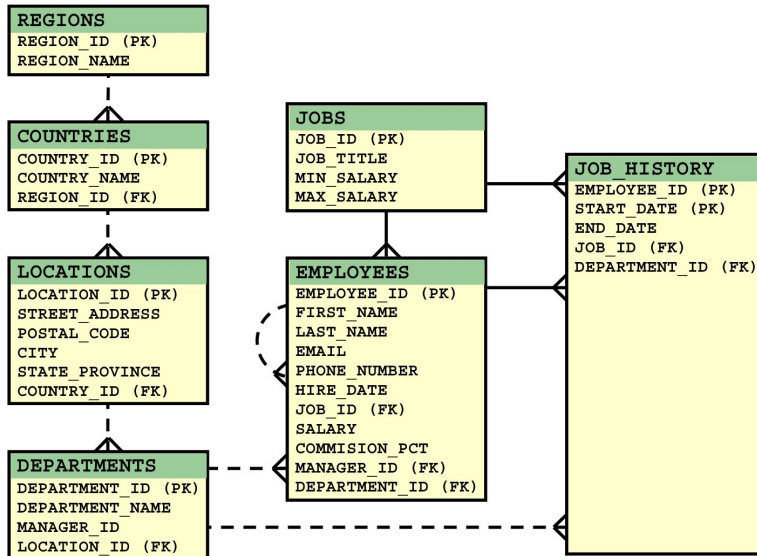 REGIONS
REGION_ID (PK)
REGION_NAME
COUNTRIES
COUNTRY_ID (PK)
COUNTRY_NAME
REGION_ID (FK)
LOCATIONS
LOCATION_ID (PK)
STREET_ADDRESS
POSTAL_CODE
CITY
STATE_PROVINCE
COUNTRY_ID (FK)
DEPARTMENTS
DEPARTMENT_ID (PK)
DEPARTMENT_NAME
MANAGER_ID
LOCATION_ID (FK)
JOBS
JOB_ID (PK)
JOB_TITLE
MIN_SALARY
MAX_SALARY
EMPLOYEES
EMPLOYEE_ID (PK)
FIRST_NAME
LAST_NAME
EMAIL
PHONE_NUMBER
HIRE_DATE
JOB_ID (FK)
SALARY
COMMISION_PCT
MANAGER_ID (FK)
DEPARTMENT_ID (FK)
JOB_HISTORY
EMPLOYEE_ID (PK)
START_DATE (PK)
END_DATE
JOB_ID (FK)
DEPARTMENT_ID (FK)